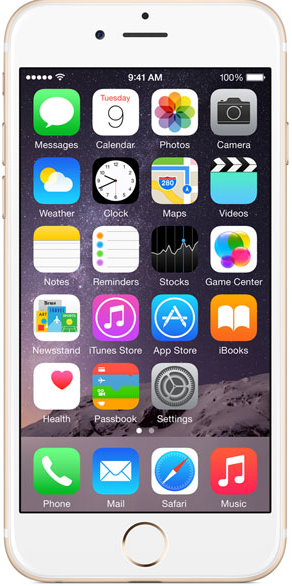 9:41 AM 100%
Tuesday
9
Messages Calendar Photos Camera
280
Weather Clock Maps Videos
Notes Reminders Stocks Game Center
Newsstand iTunes Store App Store iBooks
Health Passbook Settings
Phone Mail Safari Music